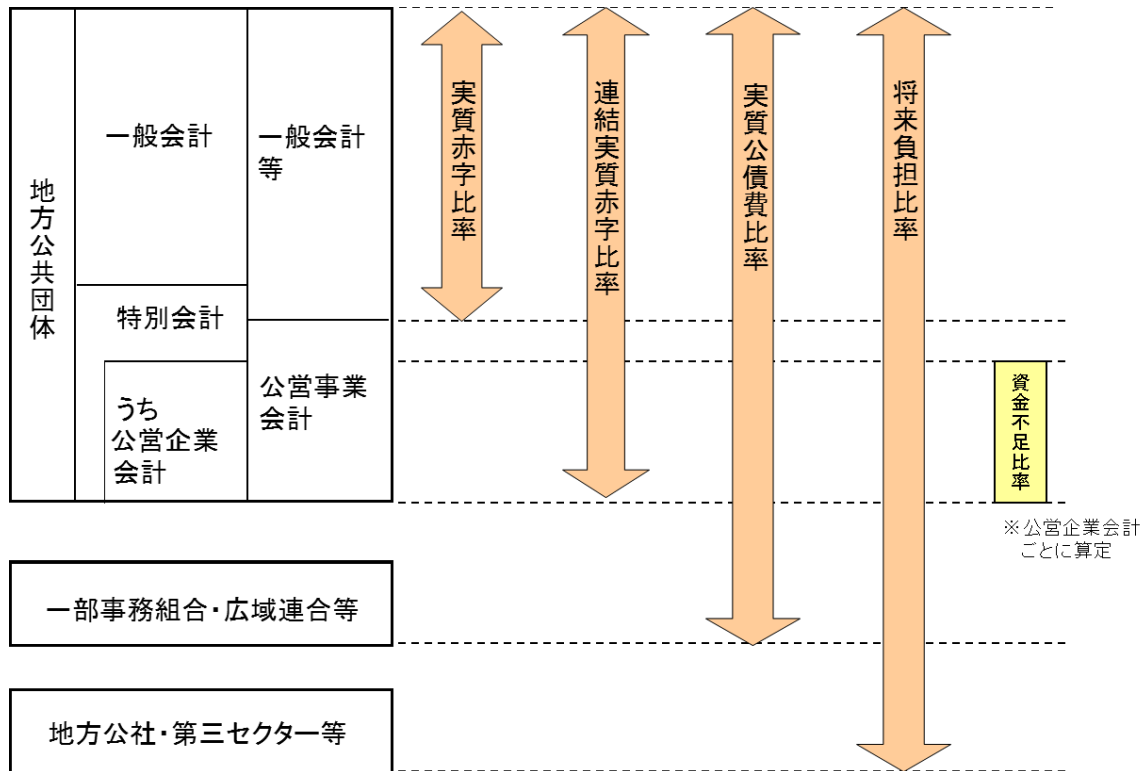 地方公共団体
一般会計
特別会計
うち
公営企業
会計
一般会計
等
公営事業
会計
実質赤字比率
連結実質赤字比率
実質公債費比率
将来負担比率
資金不足比率
※公営企業会計
ごとに算定
一部事務組合・広域連合等
地方公社・第三セクター等